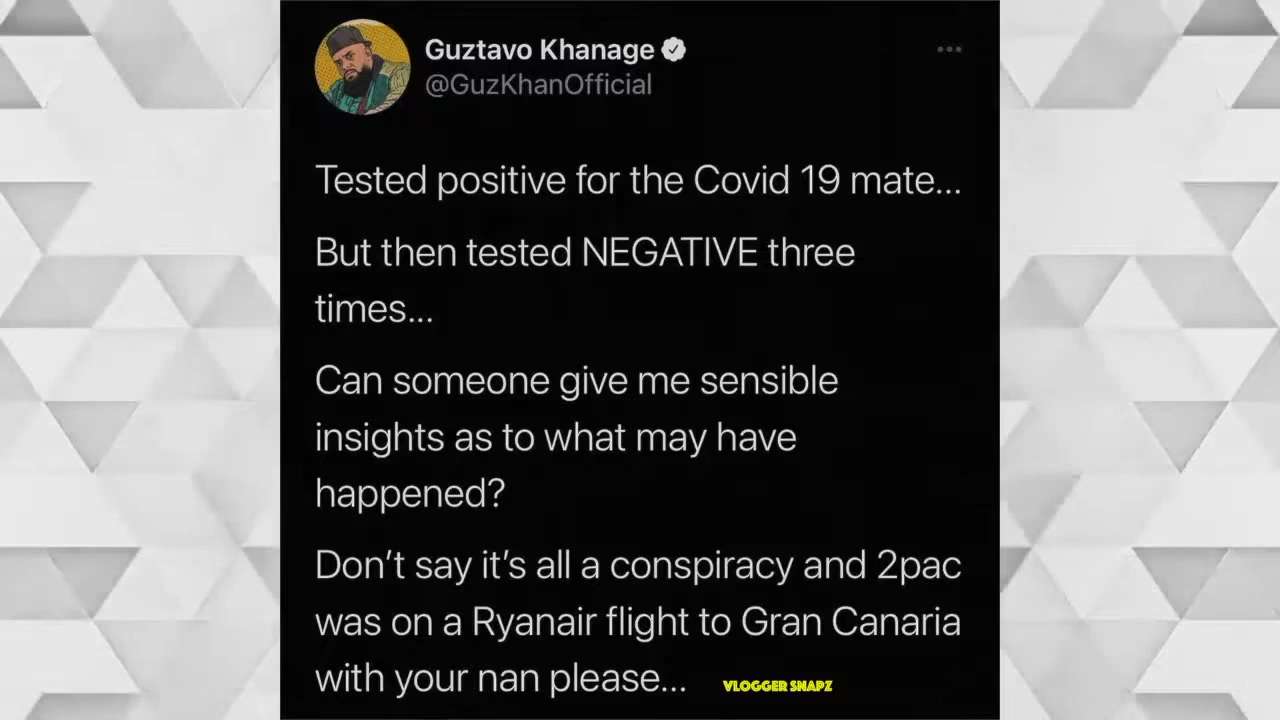 Guztavo Khanage
@GuzKhanOfficial
Tested positive for the Covid 19 mate...
But then tested NEGATIVE three
times...
Can someone give me sensible
insights as to what may have
happened?
Don't say it's all a conspiracy and 2pac
was on a Ryanair flight to Gran Canaria
with your nan please...
VLOGGER SNAPZ